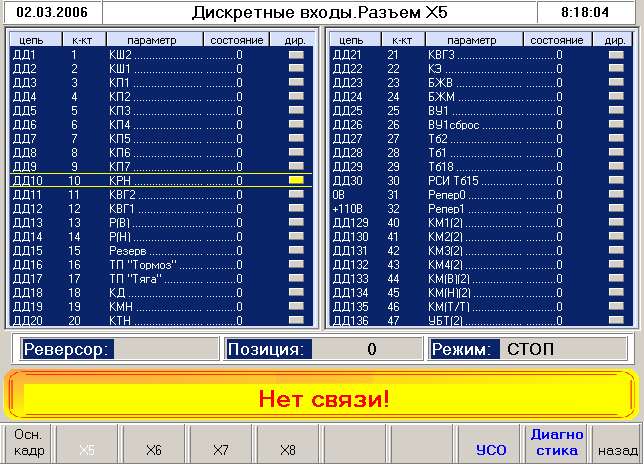 02.03.2006 Дискретные входы.Разъем X5 8:18:04
цепь к-кт параметр состояние дир.
ДД1 1 КШ2 0
ДД2 2 КШ1 0
ДД3 3 КП1 0
ДД4 4 КП2 0
ДД5 5 КП3 0
ДД6 6 КП4 0
ДД7 7 КП5 0
ДД8 8 КП6 0
ДД9 9 КП7 0
ДД10 10 КРН 0
ДД11 11 КВГ2 0
ДД12 12 КВГ1 0
ДД13 13 Р(В) 0
ДД14 14 Р(Н) 0
ДД15 15 Резерв 0
ДД16 16 ТП "Тормоз" 0
ДД17 17 ТП "Тяга" 0
ДД18 18 КД 0
ДД19 19 КМН 0
ДД20 20 КТН 0
цепь к-кт параметр состояние дир.
ДД21 21 КВГ3 0
ДД22 22 КЭ 0
ДД23 23 БЖВ 0
ДД24 24 БЖМ 0
ДД25 25 ВУ1 0
ДД26 26 ВУ1сброс 0
ДД27 27 Тб2 0
ДД28 28 Тб1 0
ДД29 29 Тб18 0
ДД30 30 РСИ Тб15 0
0В 31 Репер0 0
+110В 32 Репер1 0
ДД129 40 КМ1(2) 0
ДД130 41 КМ2(2) 0
ДД131 42 КМ3(2) 0
ДД132 43 КМ4(2) 0
ДД133 44 КМ(В)(2) 0
ДД134 45 КМ(Н)(2) 0
ДД135 46 КМ(Т/Т) 0
ДД136 47 УБТ(2) 0
Реверсор: Позиция: 0 Режим: СТОП
Нет связи!
Осн. кадр X5 X6 X7 X8 УСО Диагно стика назад